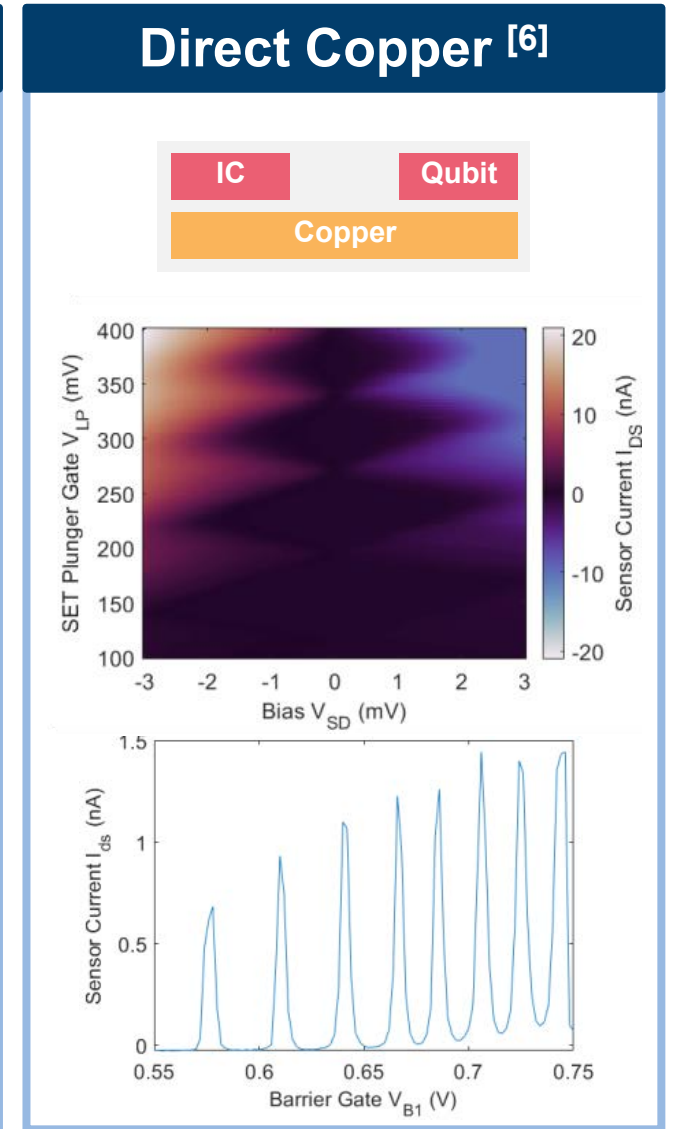 Direct Copper [6]
IC
Qubit
Copper
SET Plunger Gate V_LP (mV)
400
350
300
250
200
150
100
-3 -2 -1 0 1 2 3
Bias V_SD (mV)
20
10
0
-10
-20
Sensor Current I_DS (nA)
Sensor Current I_ds (nA)
1.5
1
0.5
0
0.55 0.6 0.65 0.7 0.75
Barrier Gate V_B1 (V)